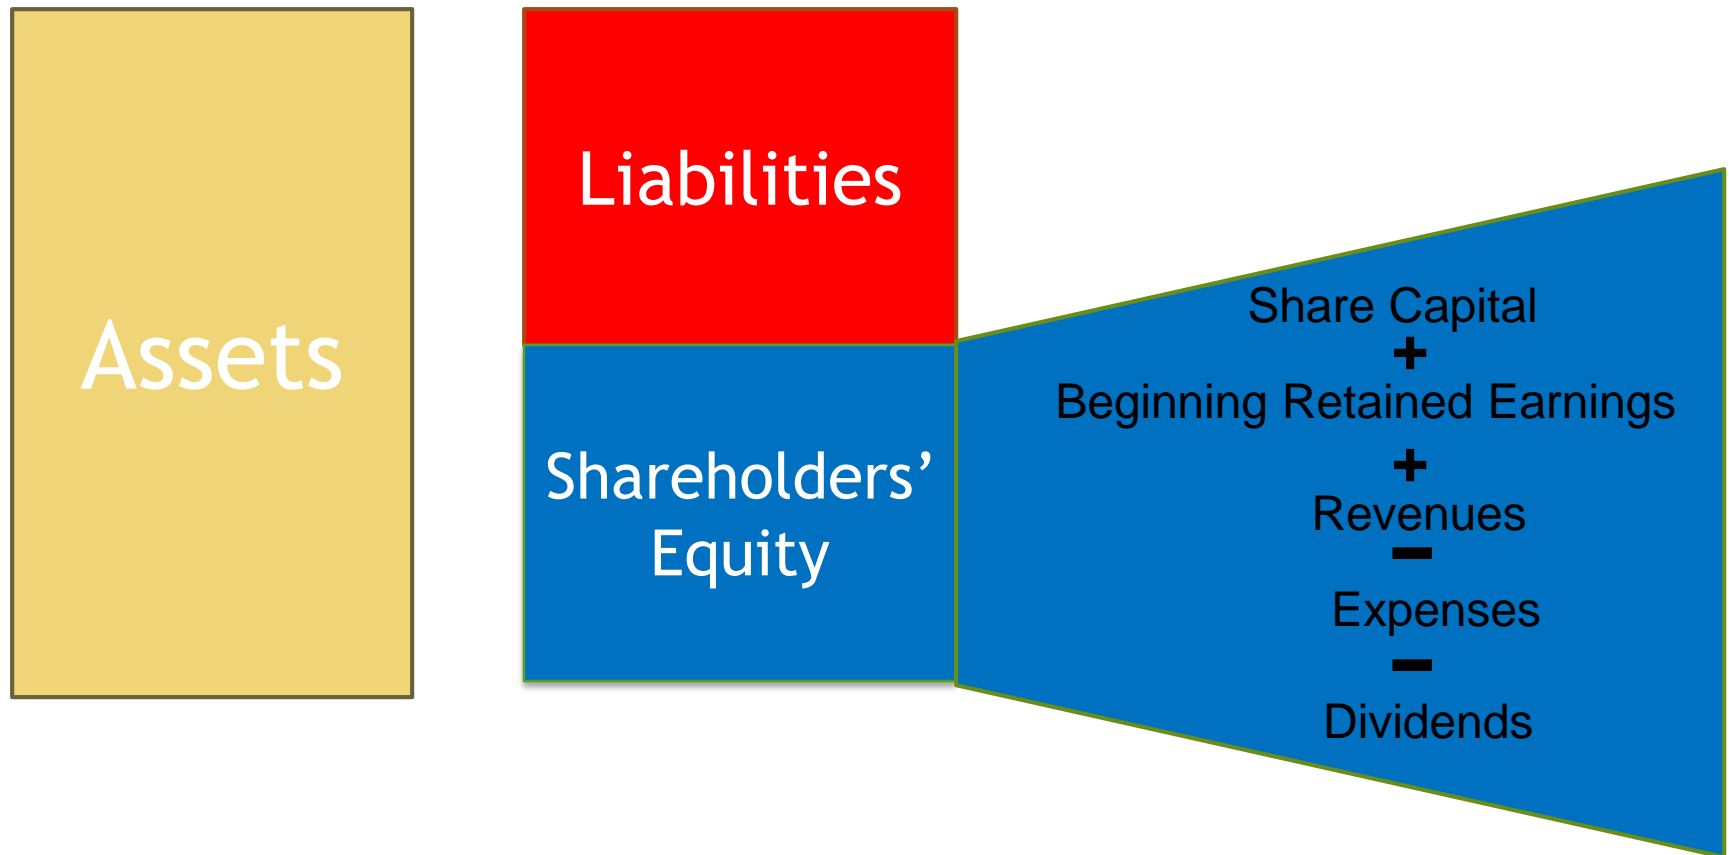 Assets
Liabilities
Shareholders’
Equity
Share Capital
+
Beginning Retained Earnings
+
Revenues
-
Expenses
-
Dividends